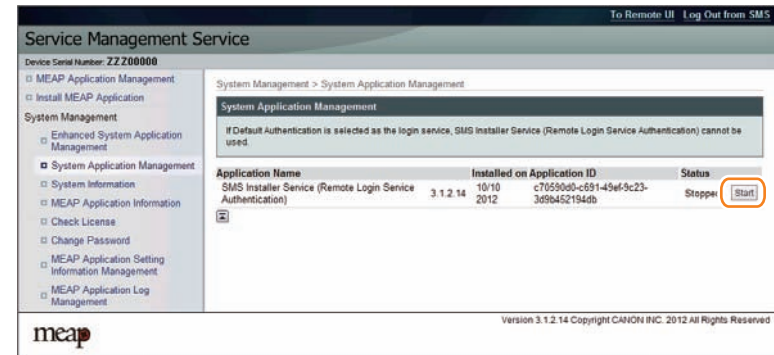 To Remote UI Log Out from SMS
Service Management Service
Device Serial Number: ZZZ00000
MEAP Application Management
Install MEAP Application
System Management
Enhanced System Application
Management
System Application Management
System Information
MEAP Application Information
Check License
Change Password
MEAP Application Setting
Information Management
MEAP Application Log
Management
System Management > System Application Management
System Application Management
If Default Authentication is selected as the login service, SMS Installer Service (Remote Login Service Authentication) cannot be
used.
Application Name Installed on Application ID Status
SMS Installer Service (Remote Login Service
Authentication) 3.1.2.14 10/10
2012 c70590d0-c691-49ef-9c23-
3d9b452194db Stopped Start
Version 3.1.2.14 Copyright CANON INC. 2012 All Rights Reserved
meap